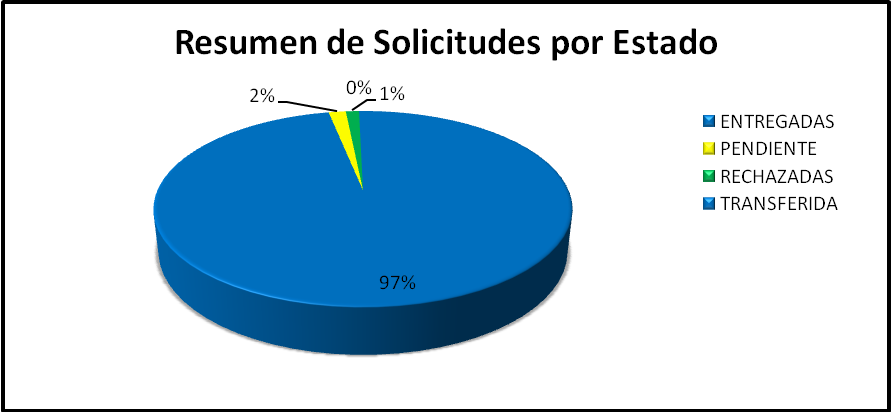 Resumen de Solicitudes por Estado
2%
0%
1%
97%
ENTREGADAS
PENDIENTE
RECHAZADAS
TRANSFERIDA